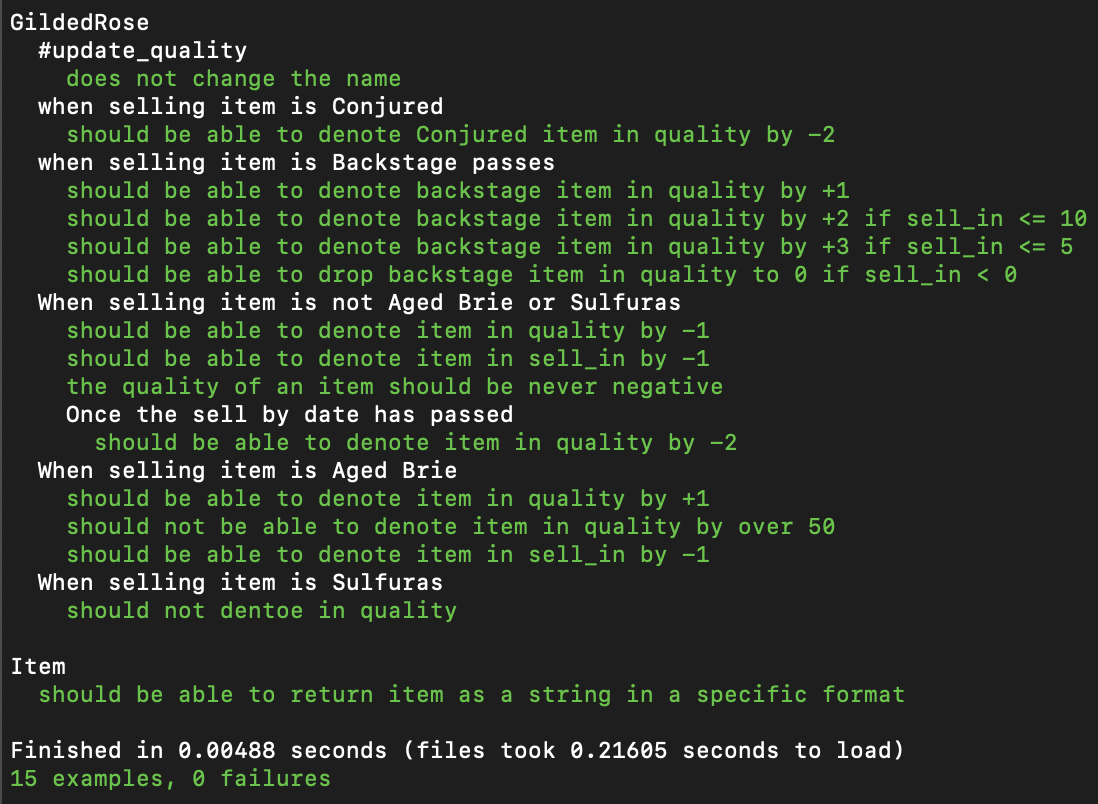 GildedRose
#update_quality
does not change the name
when selling item is Conjured
should be able to denote Conjured item in quality by -2
when selling item is Backstage passes
should be able to denote backstage item in quality by +1
should be able to denote backstage item in quality by +2 if sell_in <= 10
should be able to denote backstage item in quality by +3 if sell_in <= 5
should be able to drop backstage item in quality to 0 if sell_in < 0
When selling item is not Aged Brie or Sulfuras
should be able to denote item in quality by -1
should be able to denote item in sell_in by -1
the quality of an item should be never negative
Once the sell by date has passed
should be able to denote item in quality by -2
When selling item is Aged Brie
should be able to denote item in quality by +1
should not be able to denote item in quality by over 50
should be able to denote item in sell_in by -1
When selling item is Sulfuras
should not dentoe in quality
Item
should be able to return item as a string in a specific format
Finished in 0.00488 seconds (files took 0.21605 seconds to load)
15 examples, 0 failures